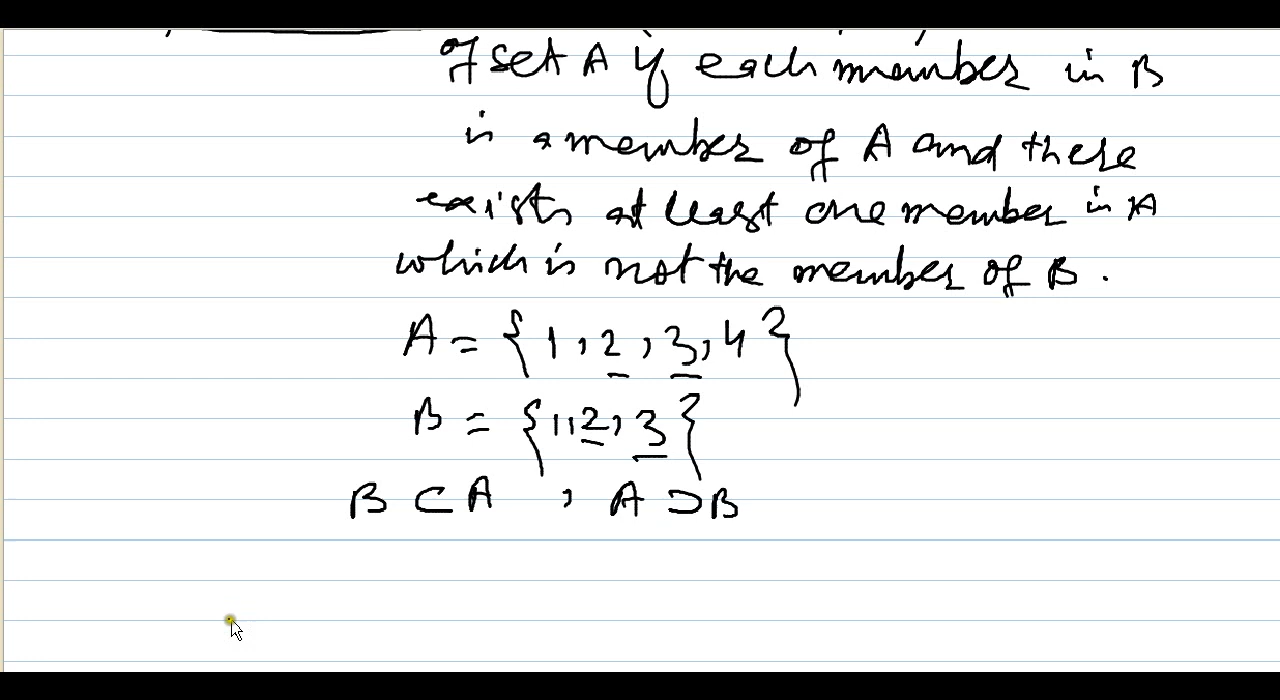 of set A if each member in B
is a member of A and there
exists at least one member in A
which is not the member of B.
A = {1, 2, 3, 4}
B = {1, 2, 3}
B ⊂ A , A ⊃ B